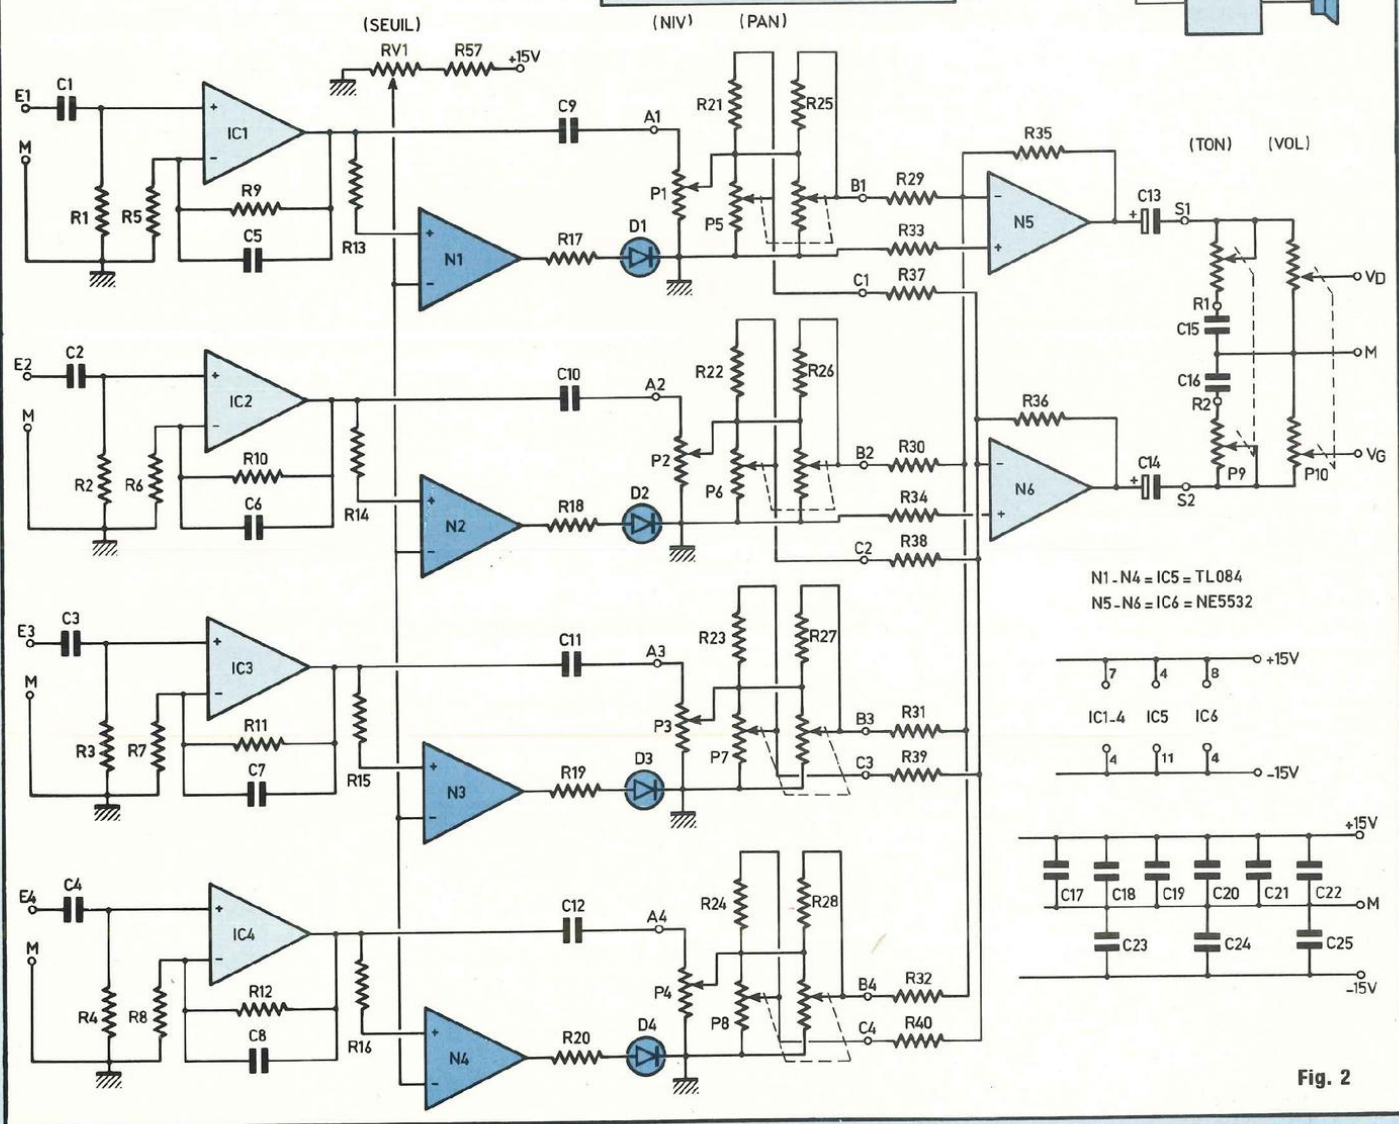 (SEUIL)
(NIV) (PAN)
RV1 R57 +15V
E1 C1
IC1
+
−
M
R1 R5 R9
C5
R13
N1
+
−
R17 D1
C9 A1
P1 R21 R25
P5
B1 R29
R33
C1 R37
R35
N5
−
+
(TON) (VOL)
+ C13 S1
R1
C15
VD
M
C16
R2
P9 P10
VG
E2 C2
IC2
+
−
M
R2 R6 R10
C6
R14
N2
+
−
R18 D2
C10 A2
P2 R22 R26
P6
B2 R30
R34
C2 R38
R36
N6
−
+
+ C14 S2
N1-N4=IC5=TL084
N5-N6=IC6=NE5532
E3 C3
IC3
+
−
M
R3 R7 R11
C7
R15
N3
+
−
R19 D3
C11 A3
P3 R23 R27
P7
B3 R31
C3 R39
+15V
7 4 8
IC1-4 IC5 IC6
4 11 4
−15V
E4 C4
IC4
+
−
M
R4 R8 R12
C8
R16
N4
+
−
R20 D4
C12 A4
P4 R24 R28
P8
B4 R32
C4 R40
+15V
C17 C18 C19 C20 C21 C22
M
C23 C24 C25
−15V
Fig. 2